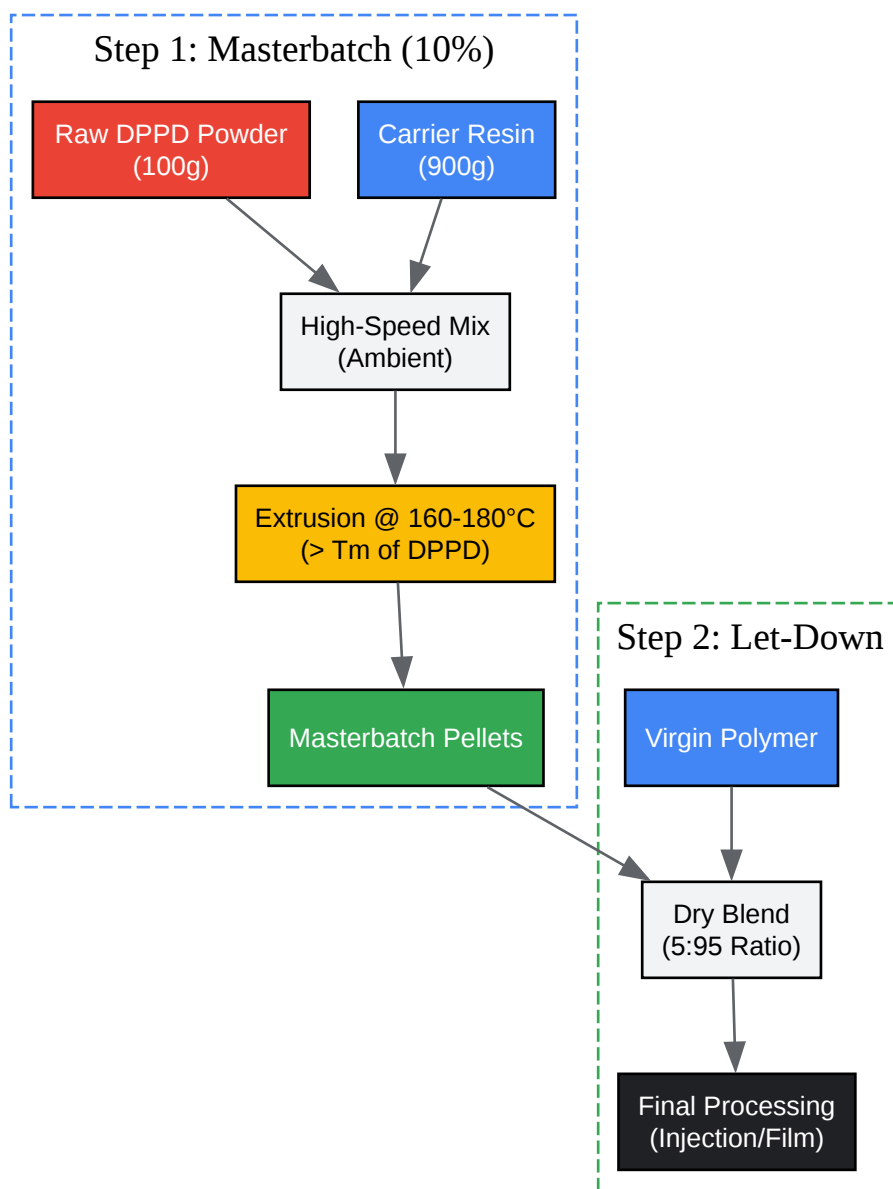 Step 1: Masterbatch (10%)
Raw DPPD Powder
(100g)
Carrier Resin
(900g)
High-Speed Mix
(Ambient)
Extrusion @ 160-180°C
(> Tm of DPPD)
Masterbatch Pellets
Step 2: Let-Down
Virgin Polymer
Dry Blend
(5:95 Ratio)
Final Processing
(Injection/Film)